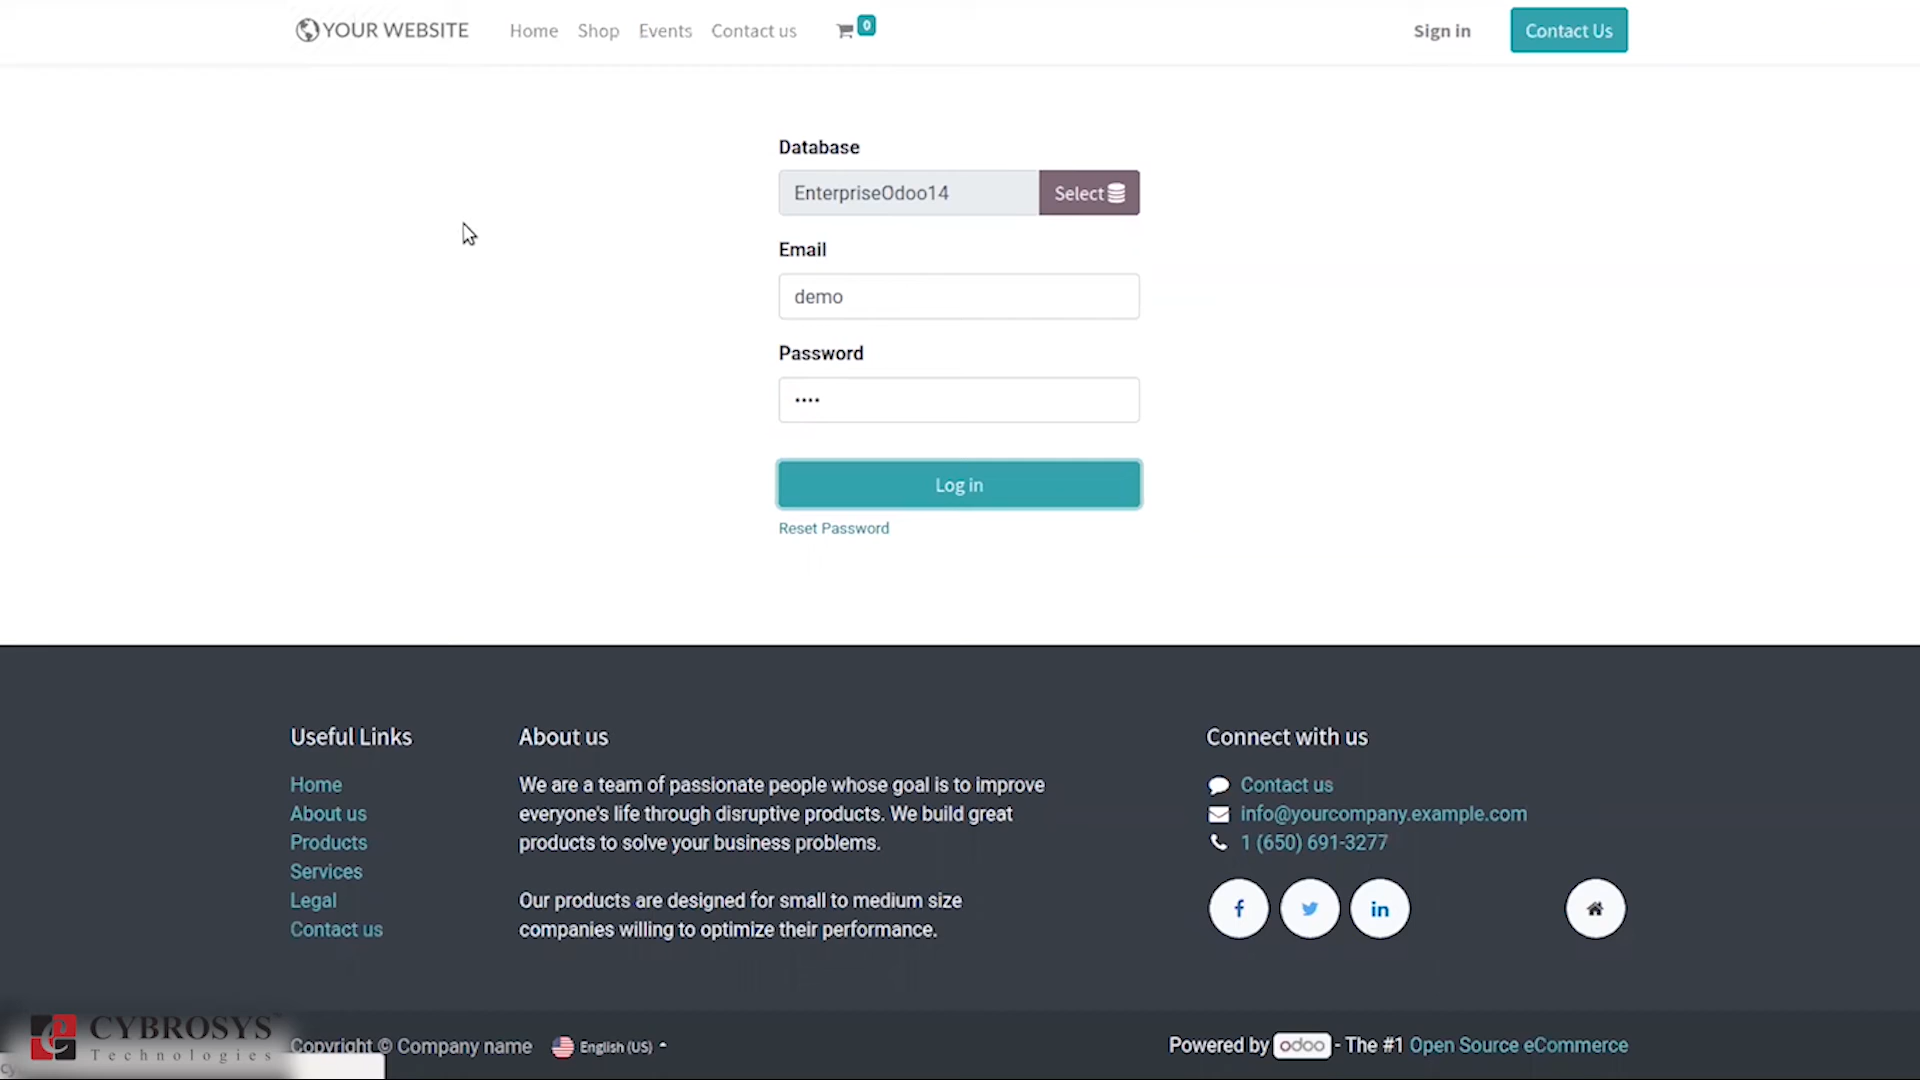 YOUR WEBSITE Home Shop Events Contact us 0 Sign in Contact Us
Database
EnterpriseOdoo14 Select
Email
demo
Password
••••
Log in
Reset Password
Useful Links
Home
About us
Products
Services
Legal
Contact us
About us
We are a team of passionate people whose goal is to improve
everyone's life through disruptive products. We build great
products to solve your business problems.
Our products are designed for small to medium size
companies willing to optimize their performance.
Connect with us
Contact us
info@yourcompany.example.com
1 (650) 691-3277
CYBROSYS
Technologies
Copyright © Company name English (US)
Powered by odoo - The #1 Open Source eCommerce